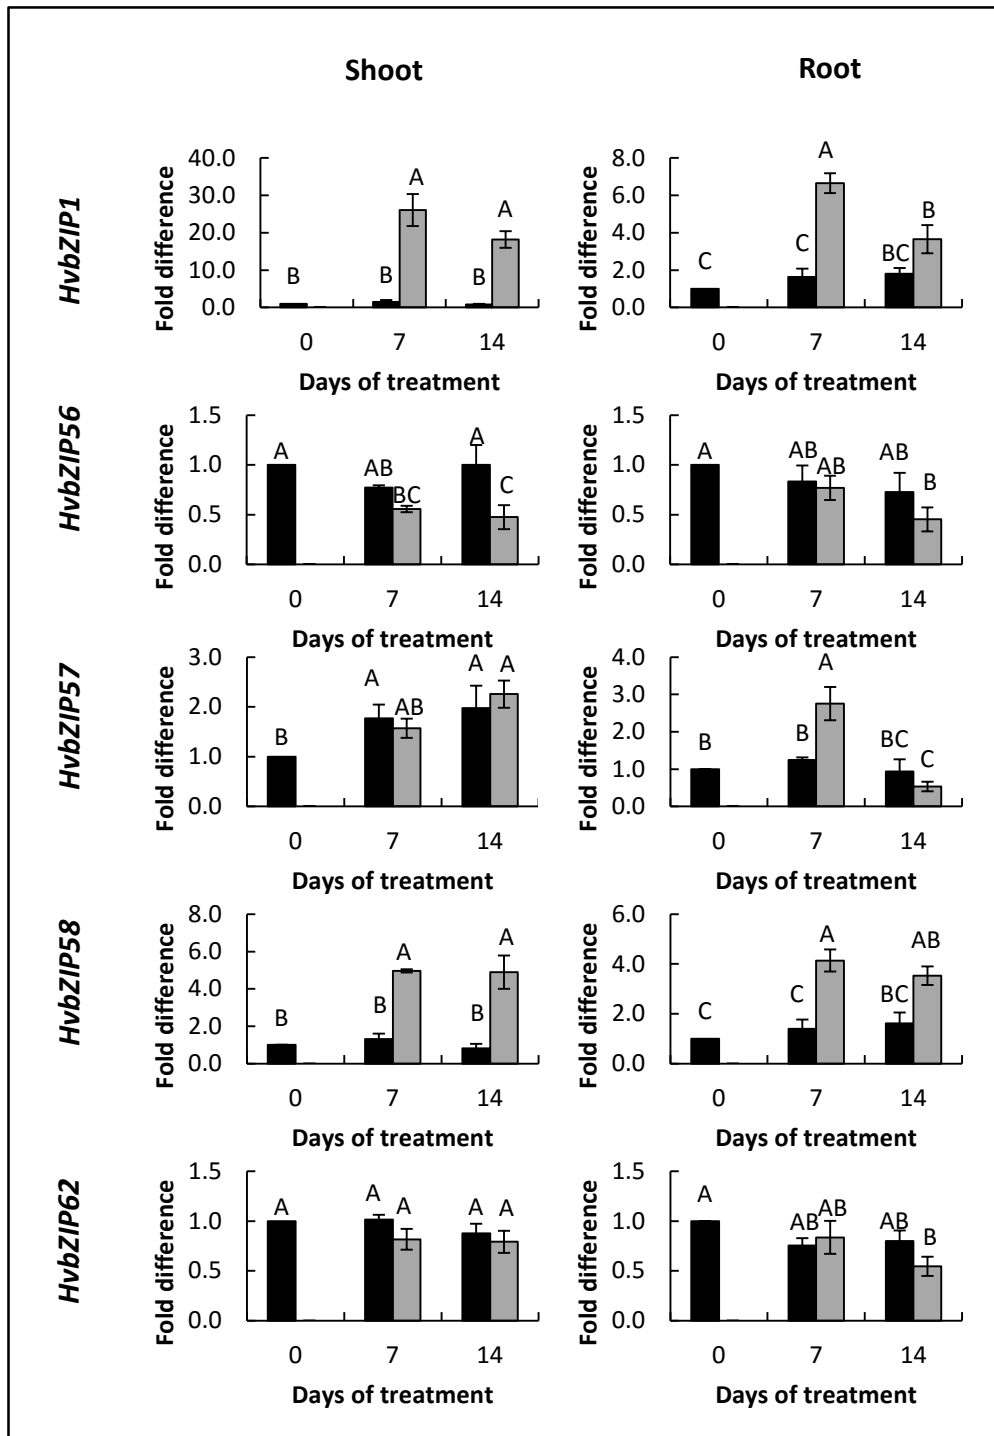 Shoot Root
HvbZIP1
Fold difference
40.0
30.0
20.0
10.0
0.0
B
B
A
B
A
0 7 14
Days of treatment
Fold difference
8.0
6.0
4.0
2.0
0.0
C
C
A
BC
B
0 7 14
Days of treatment
HvbZIP56
Fold difference
1.5
1.0
0.5
0.0
A
AB
BC
A
C
0 7 14
Days of treatment
Fold difference
1.5
1.0
0.5
0.0
A
AB
AB
AB
B
0 7 14
Days of treatment
HvbZIP57
Fold difference
3.0
2.0
1.0
0.0
B
A
AB
A
A
0 7 14
Days of treatment
Fold difference
4.0
3.0
2.0
1.0
0.0
B
B
A
BC
C
0 7 14
Days of treatment
HvbZIP58
Fold difference
8.0
6.0
4.0
2.0
0.0
B
B
A
B
A
0 7 14
Days of treatment
Fold difference
6.0
4.0
2.0
0.0
C
C
A
BC
AB
0 7 14
Days of treatment
HvbZIP62
Fold difference
1.5
1.0
0.5
0.0
A
A
A
A
A
0 7 14
Days of treatment
Fold difference
1.5
1.0
0.5
0.0
A
AB
AB
AB
B
0 7 14
Days of treatment